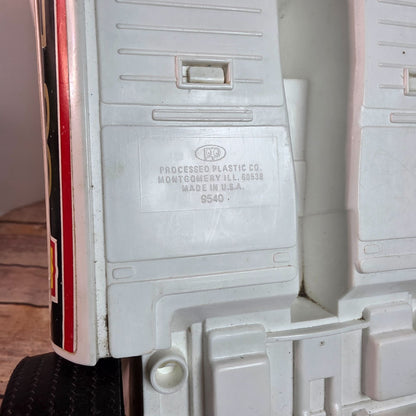 PROCESSED PLASTIC CO.
MONTGOMERY ILL. 60538
MADE IN U.S.A.
9540